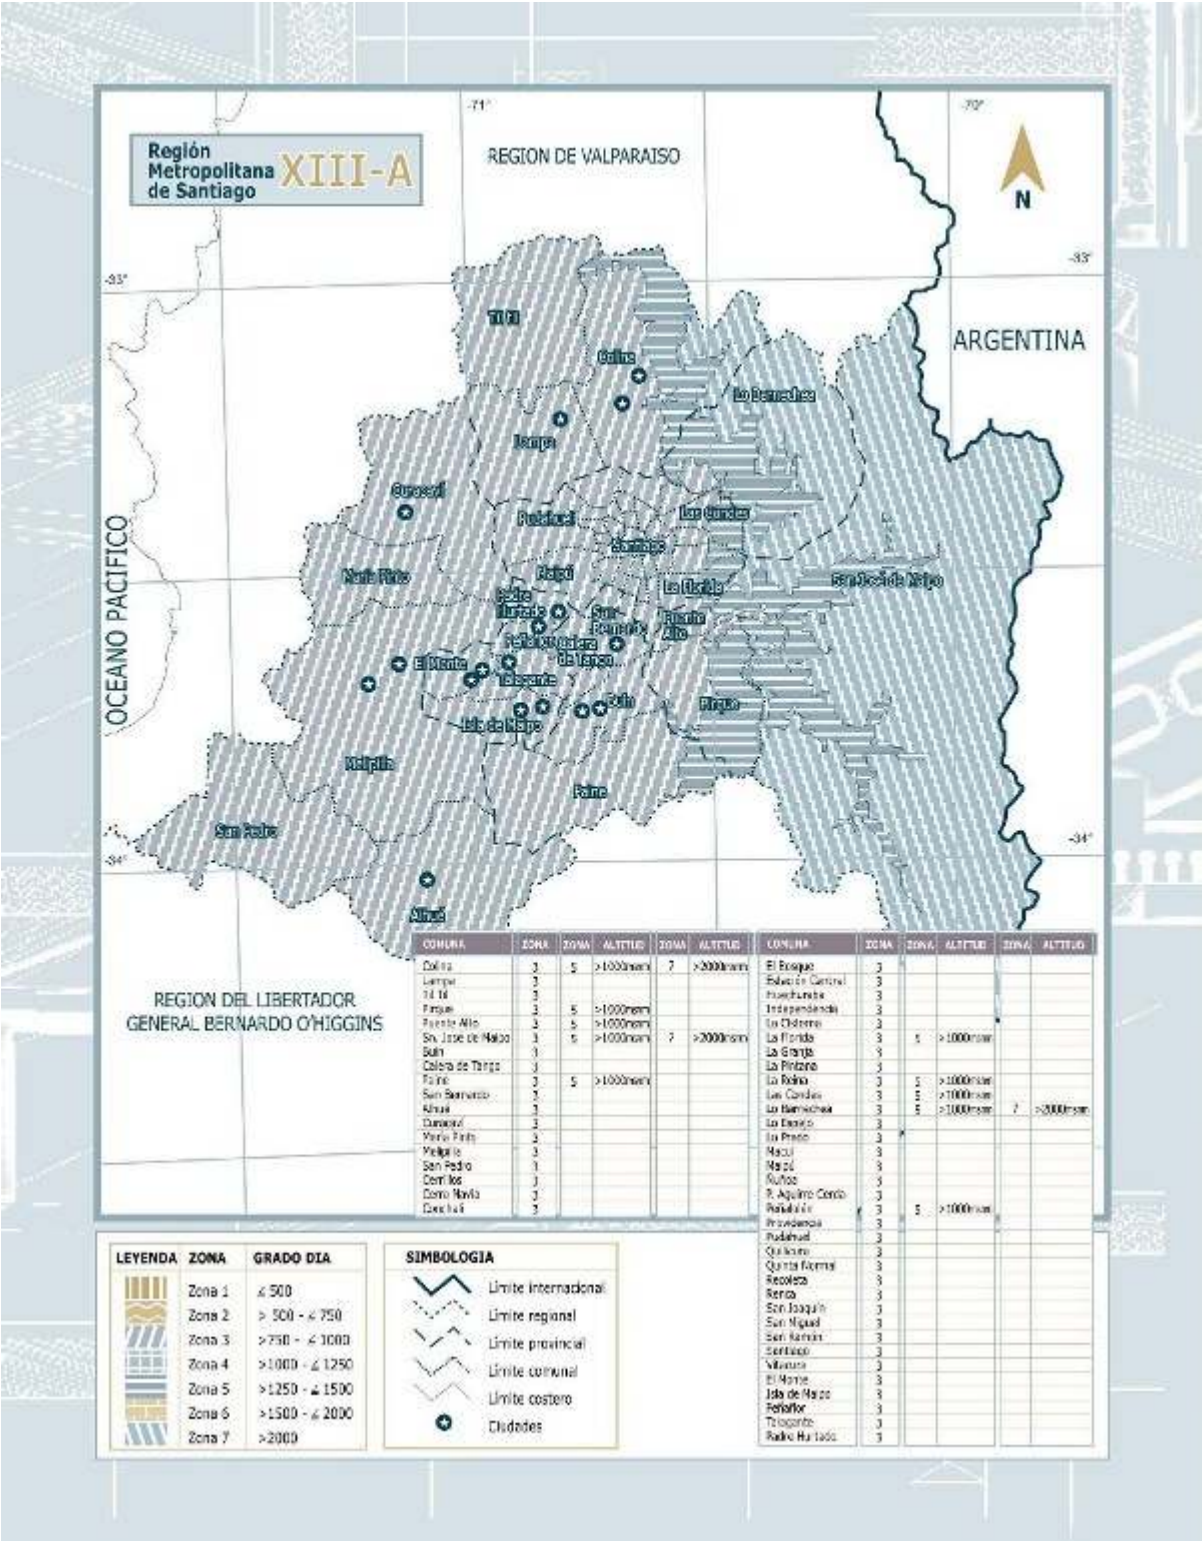 -71°
-70°
Región
Metropolitana
de Santiago
XIII-A
REGION DE VALPARAISO
N
-33°
-33°
ARGENTINA
Til Til
Colina
Lo Barnechea
Lampa
Curacaví
Pudahuel
Las Condes
Santiago
OCEANO PACIFICO
María Pinto
Maipú
La Florida
San José de Maipo
Padre
Hurtado
San
Bernardo
Puente
Alto
Peñaflor
Calera
de Tango
El Monte
Talagante
Buin
Pirque
Isla de Maipo
Melipilla
Paine
San Pedro
-34°
-34°
Alhué
REGION DEL LIBERTADOR
GENERAL BERNARDO O'HIGGINS
COMUNA ZONA ZONA ALTITUD ZONA ALTITUD
Colina 3 5 >1000msnm 7 >2000msnm
Lampa 3
Til Til 3
Pirque 3 5 >1000msnm
Puente Alto 3 5 >1000msnm
Sn. José de Maipo 3 5 >1000msnm 7 >2000msnm
Buin 3
Calera de Tango 3
Paine 3 5 >1000msnm
San Bernardo 3
Alhué 3
Curacaví 3
María Pinto 3
Melipilla 3
San Pedro 3
Cerrillos 3
Cerro Navia 3
Conchalí 3
COMUNA ZONA ZONA ALTITUD ZONA ALTITUD
El Bosque 3
Estación Central 3
Huechuraba 3
Independencia 3
La Cisterna 3
La Florida 3 5 >1000msnm
La Granja 3
La Pintana 3
La Reina 3 5 >1000msnm
Las Condes 3 5 >1000msnm
Lo Barnechea 3 5 >1000msnm 7 >2000msnm
Lo Espejo 3
Lo Prado 3
Macul 3
Maipú 3
Ñuñoa 3
P. Aguirre Cerda 3
Peñalolén 3 5 >1000msnm
Providencia 3
Pudahuel 3
Quilicura 3
Quinta Normal 3
Recoleta 3
Renca 3
San Joaquín 3
San Miguel 3
San Ramón 3
Santiago 3
Vitacura 3
El Monte 3
Isla de Maipo 3
Peñaflor 3
Talagante 3
Padre Hurtado 3
LEYENDA ZONA GRADO DIA
Zona 1 ≤ 500
Zona 2 > 500 - ≤ 750
Zona 3 >750 - ≤ 1000
Zona 4 >1000 - ≤ 1250
Zona 5 >1250 - ≤ 1500
Zona 6 >1500 - ≤ 2000
Zona 7 >2000
SIMBOLOGIA
Límite internacional
Límite regional
Límite provincial
Límite comunal
Límite costero
Ciudades